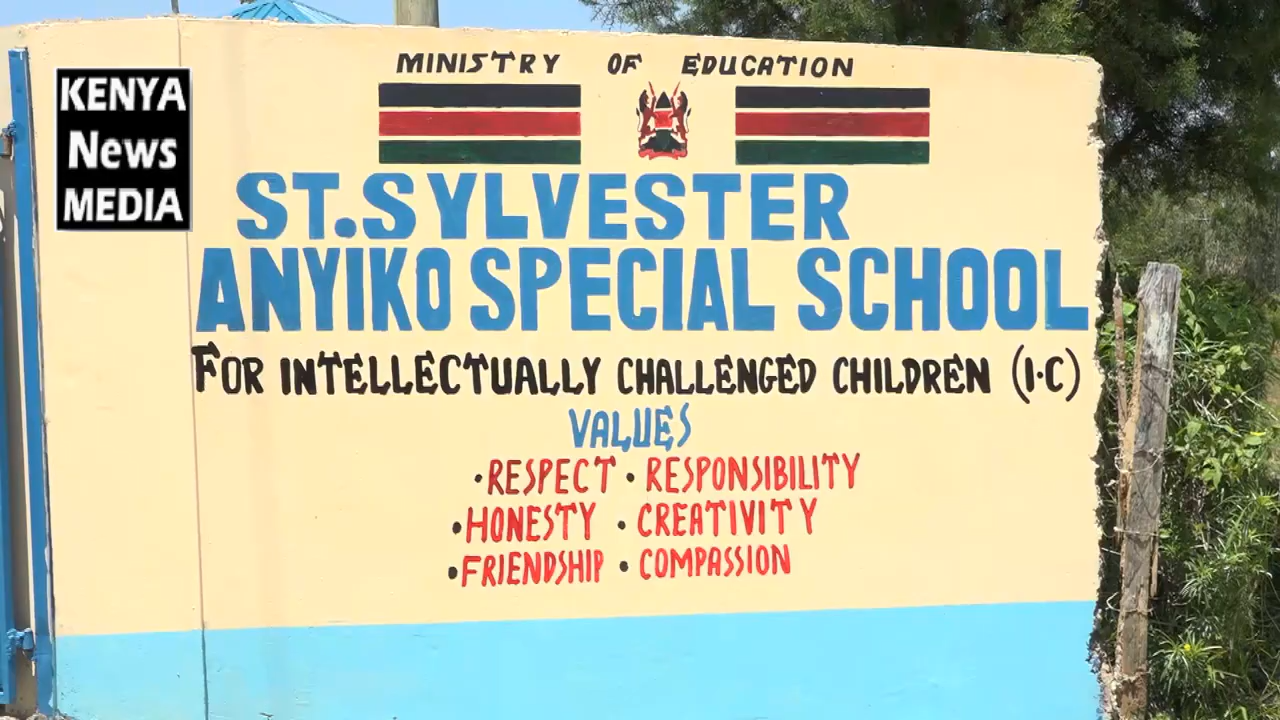 KENYA
News
MEDIA
MINISTRY OF EDUCATION
ST.SYLVESTER
ANYIKO SPECIAL SCHOOL
FOR INTELLECTUALLY CHALLENGED CHILDREN (I.C)
VALUES
•RESPECT •RESPONSIBILITY
•HONESTY •CREATIVITY
•FRIENDSHIP •COMPASSION